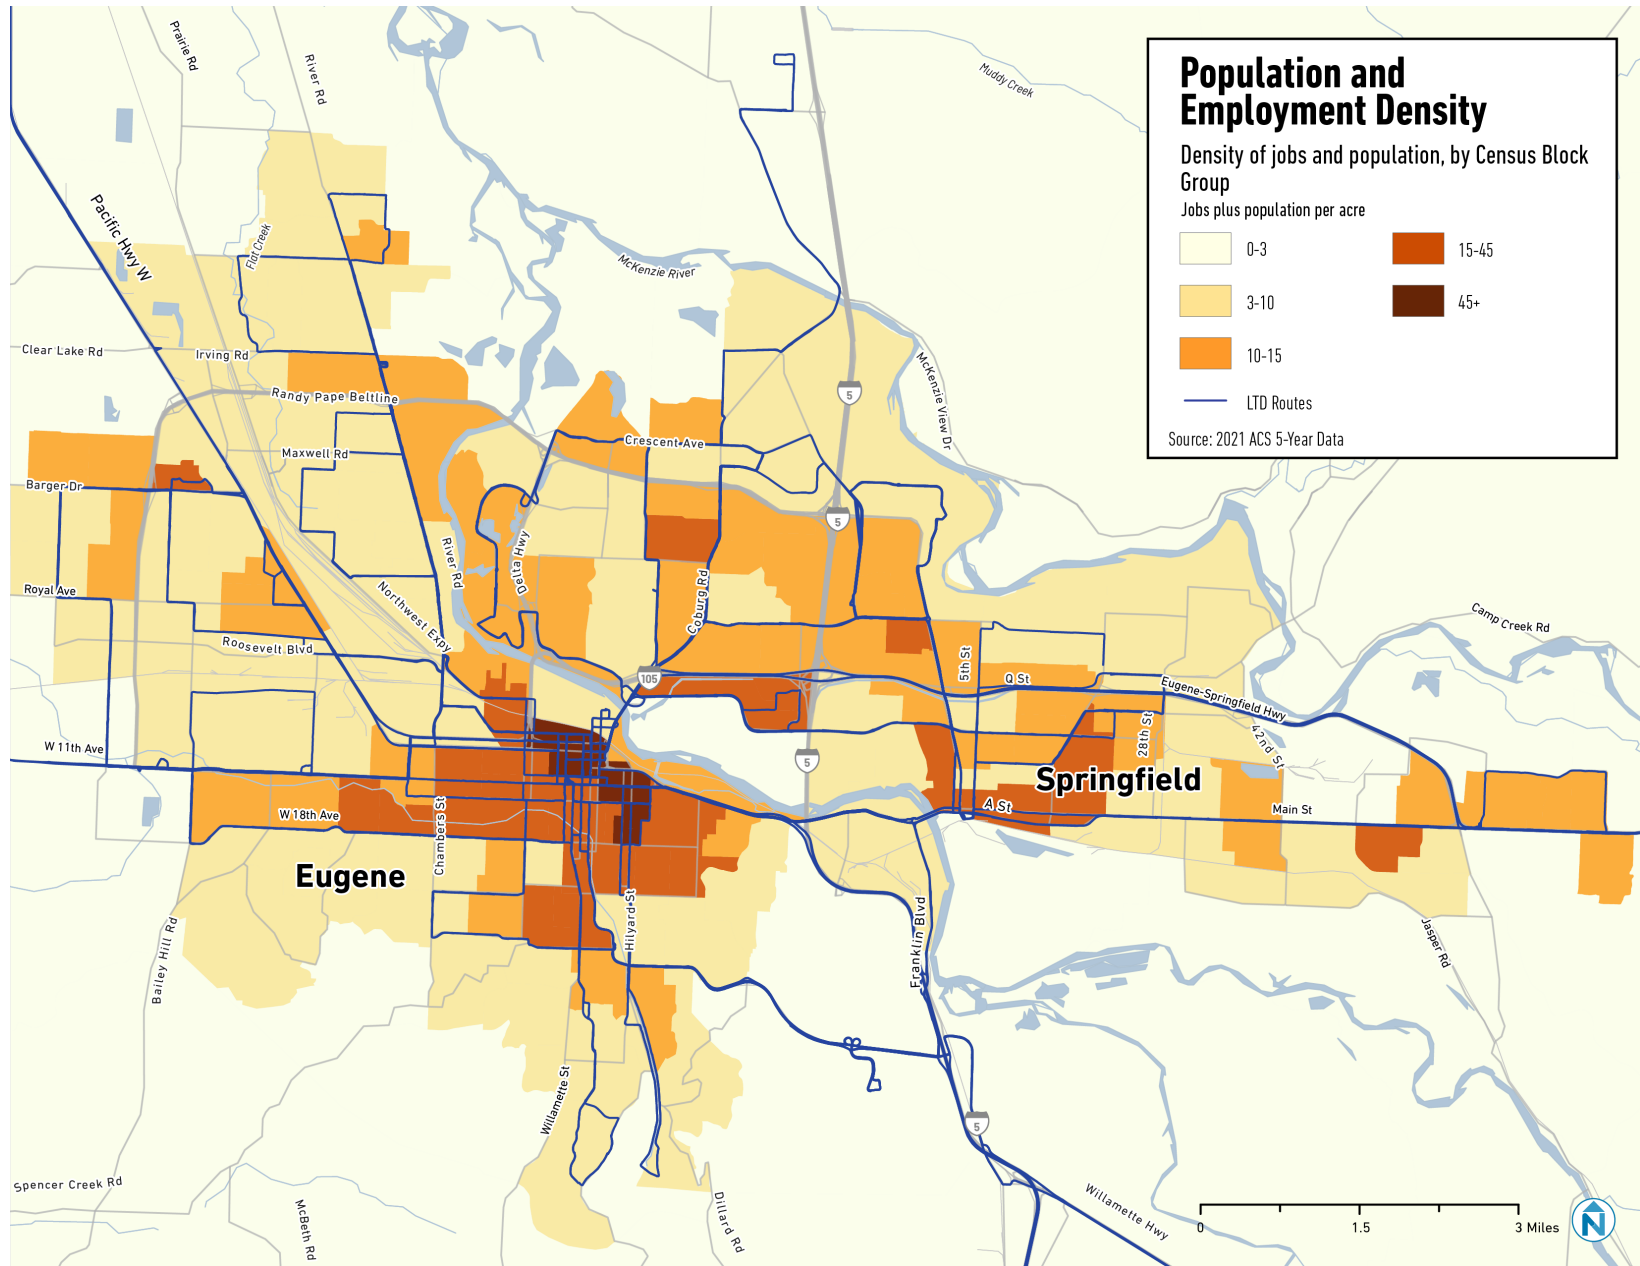 Population and
Employment Density
Density of jobs and population, by Census Block
Group
Jobs plus population per acre
0-3
15-45
3-10
45+
10-15
LTD Routes
Source: 2021 ACS 5-Year Data
Prairie Rd
River Rd
Muddy Creek
Pacific Hwy W
Flat Creek
McKenzie River
Clear Lake Rd
Irving Rd
Randy Pape Beltline
McKenzie View Dr
5
Maxwell Rd
Crescent Ave
Barger Dr
5
River Rd
Delta Hwy
Coburg Rd
Royal Ave
Northwest Expy
Camp Creek Rd
Roosevelt Blvd
105
5th St
Q St
Eugene-Springfield Hwy
28th St
42nd St
W 11th Ave
5
Springfield
A St
Main St
W 18th Ave
Chambers St
Eugene
Hilyard St
Franklin Blvd
Bailey Hill Rd
Jasper Rd
Willamette St
5
Spencer Creek Rd
McBeth Rd
Dillard Rd
Willamette Hwy
0
1.5
3 Miles
N